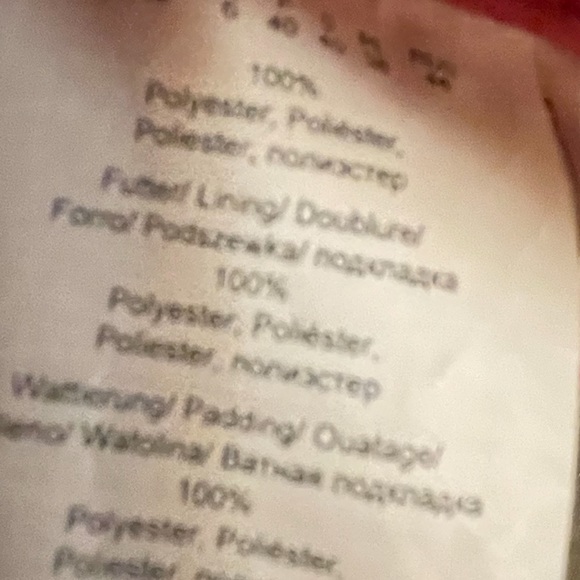 100%
Polyester, Poliéster,
Poliester, полиэстер
Futter/ Lining/ Doublure/
Forro/ Podszewka/ подкладка
100%
Polyester, Poliéster,
Poliester, полиэстер
Wattierung/ Padding/ Ouatage/
Watolina/ Ватная подкладка
100%
Polyester, Poliéster,
Poliester,